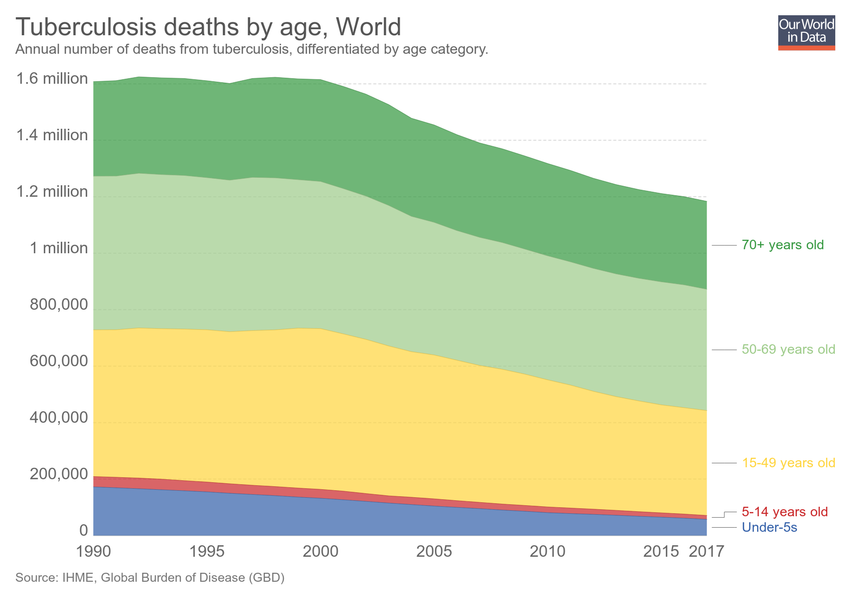 Tuberculosis deaths by age, World
Annual number of deaths from tuberculosis, differentiated by age category.
Our World
in Data
1.6 million
1.4 million
1.2 million
1 million
800,000
600,000
400,000
200,000
0
70+ years old
50-69 years old
15-49 years old
5-14 years old
Under-5s
1990 1995 2000 2005 2010 2015 2017
Source: IHME, Global Burden of Disease (GBD)